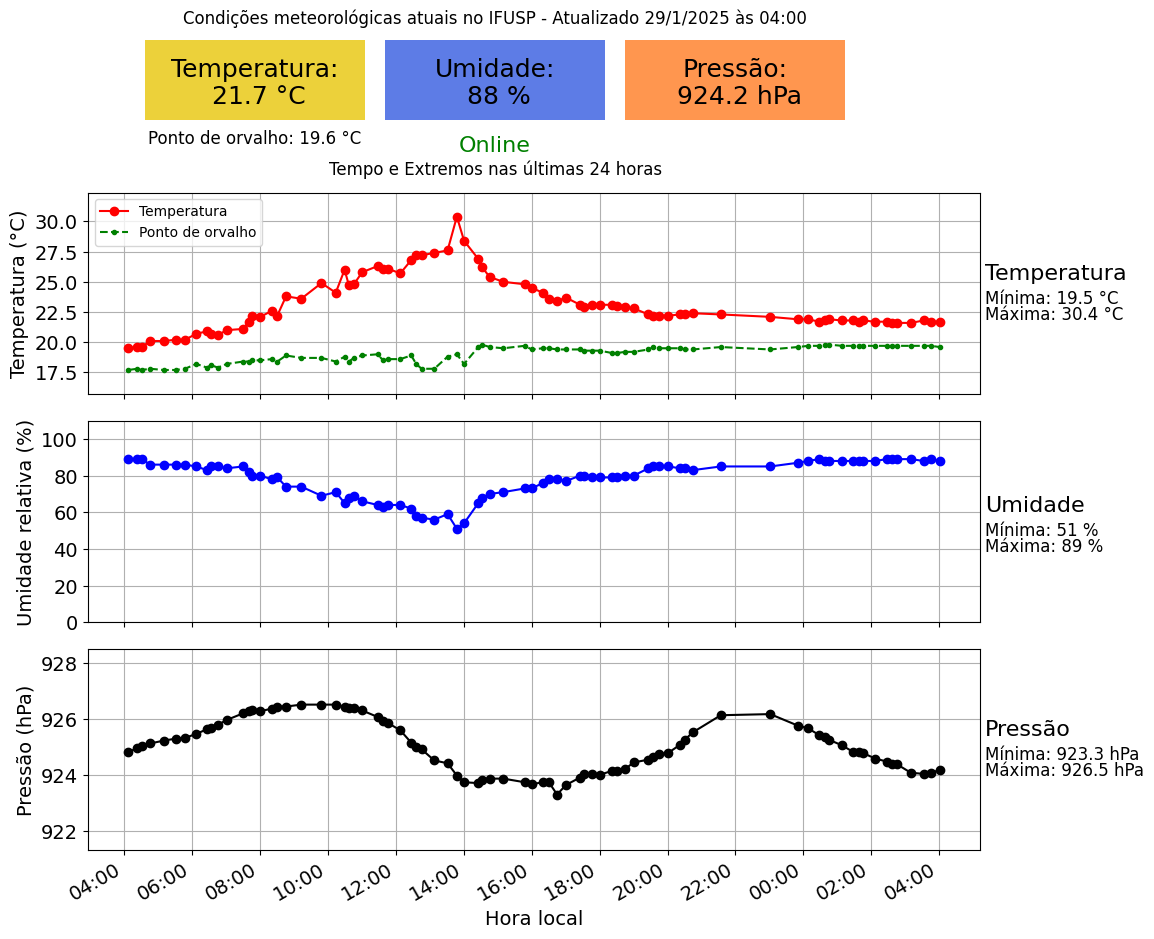 Condições meteorológicas atuais no IFUSP - Atualizado 29/1/2025 às 04:00
Temperatura:
21.7 °C
Umidade:
88 %
Pressão:
924.2 hPa
Ponto de orvalho: 19.6 °C
Online
Tempo e Extremos nas últimas 24 horas
Temperatura (°C)
30.0
27.5
25.0
22.5
20.0
17.5
Temperatura
Ponto de orvalho
Temperatura
Mínima: 19.5 °C
Máxima: 30.4 °C
Umidade relativa (%)
100
80
60
40
20
0
Umidade
Mínima: 51 %
Máxima: 89 %
Pressão (hPa)
928
926
924
922
Pressão
Mínima: 923.3 hPa
Máxima: 926.5 hPa
04:00
06:00
08:00
10:00
12:00
14:00
16:00
18:00
20:00
22:00
00:00
02:00
04:00
Hora local